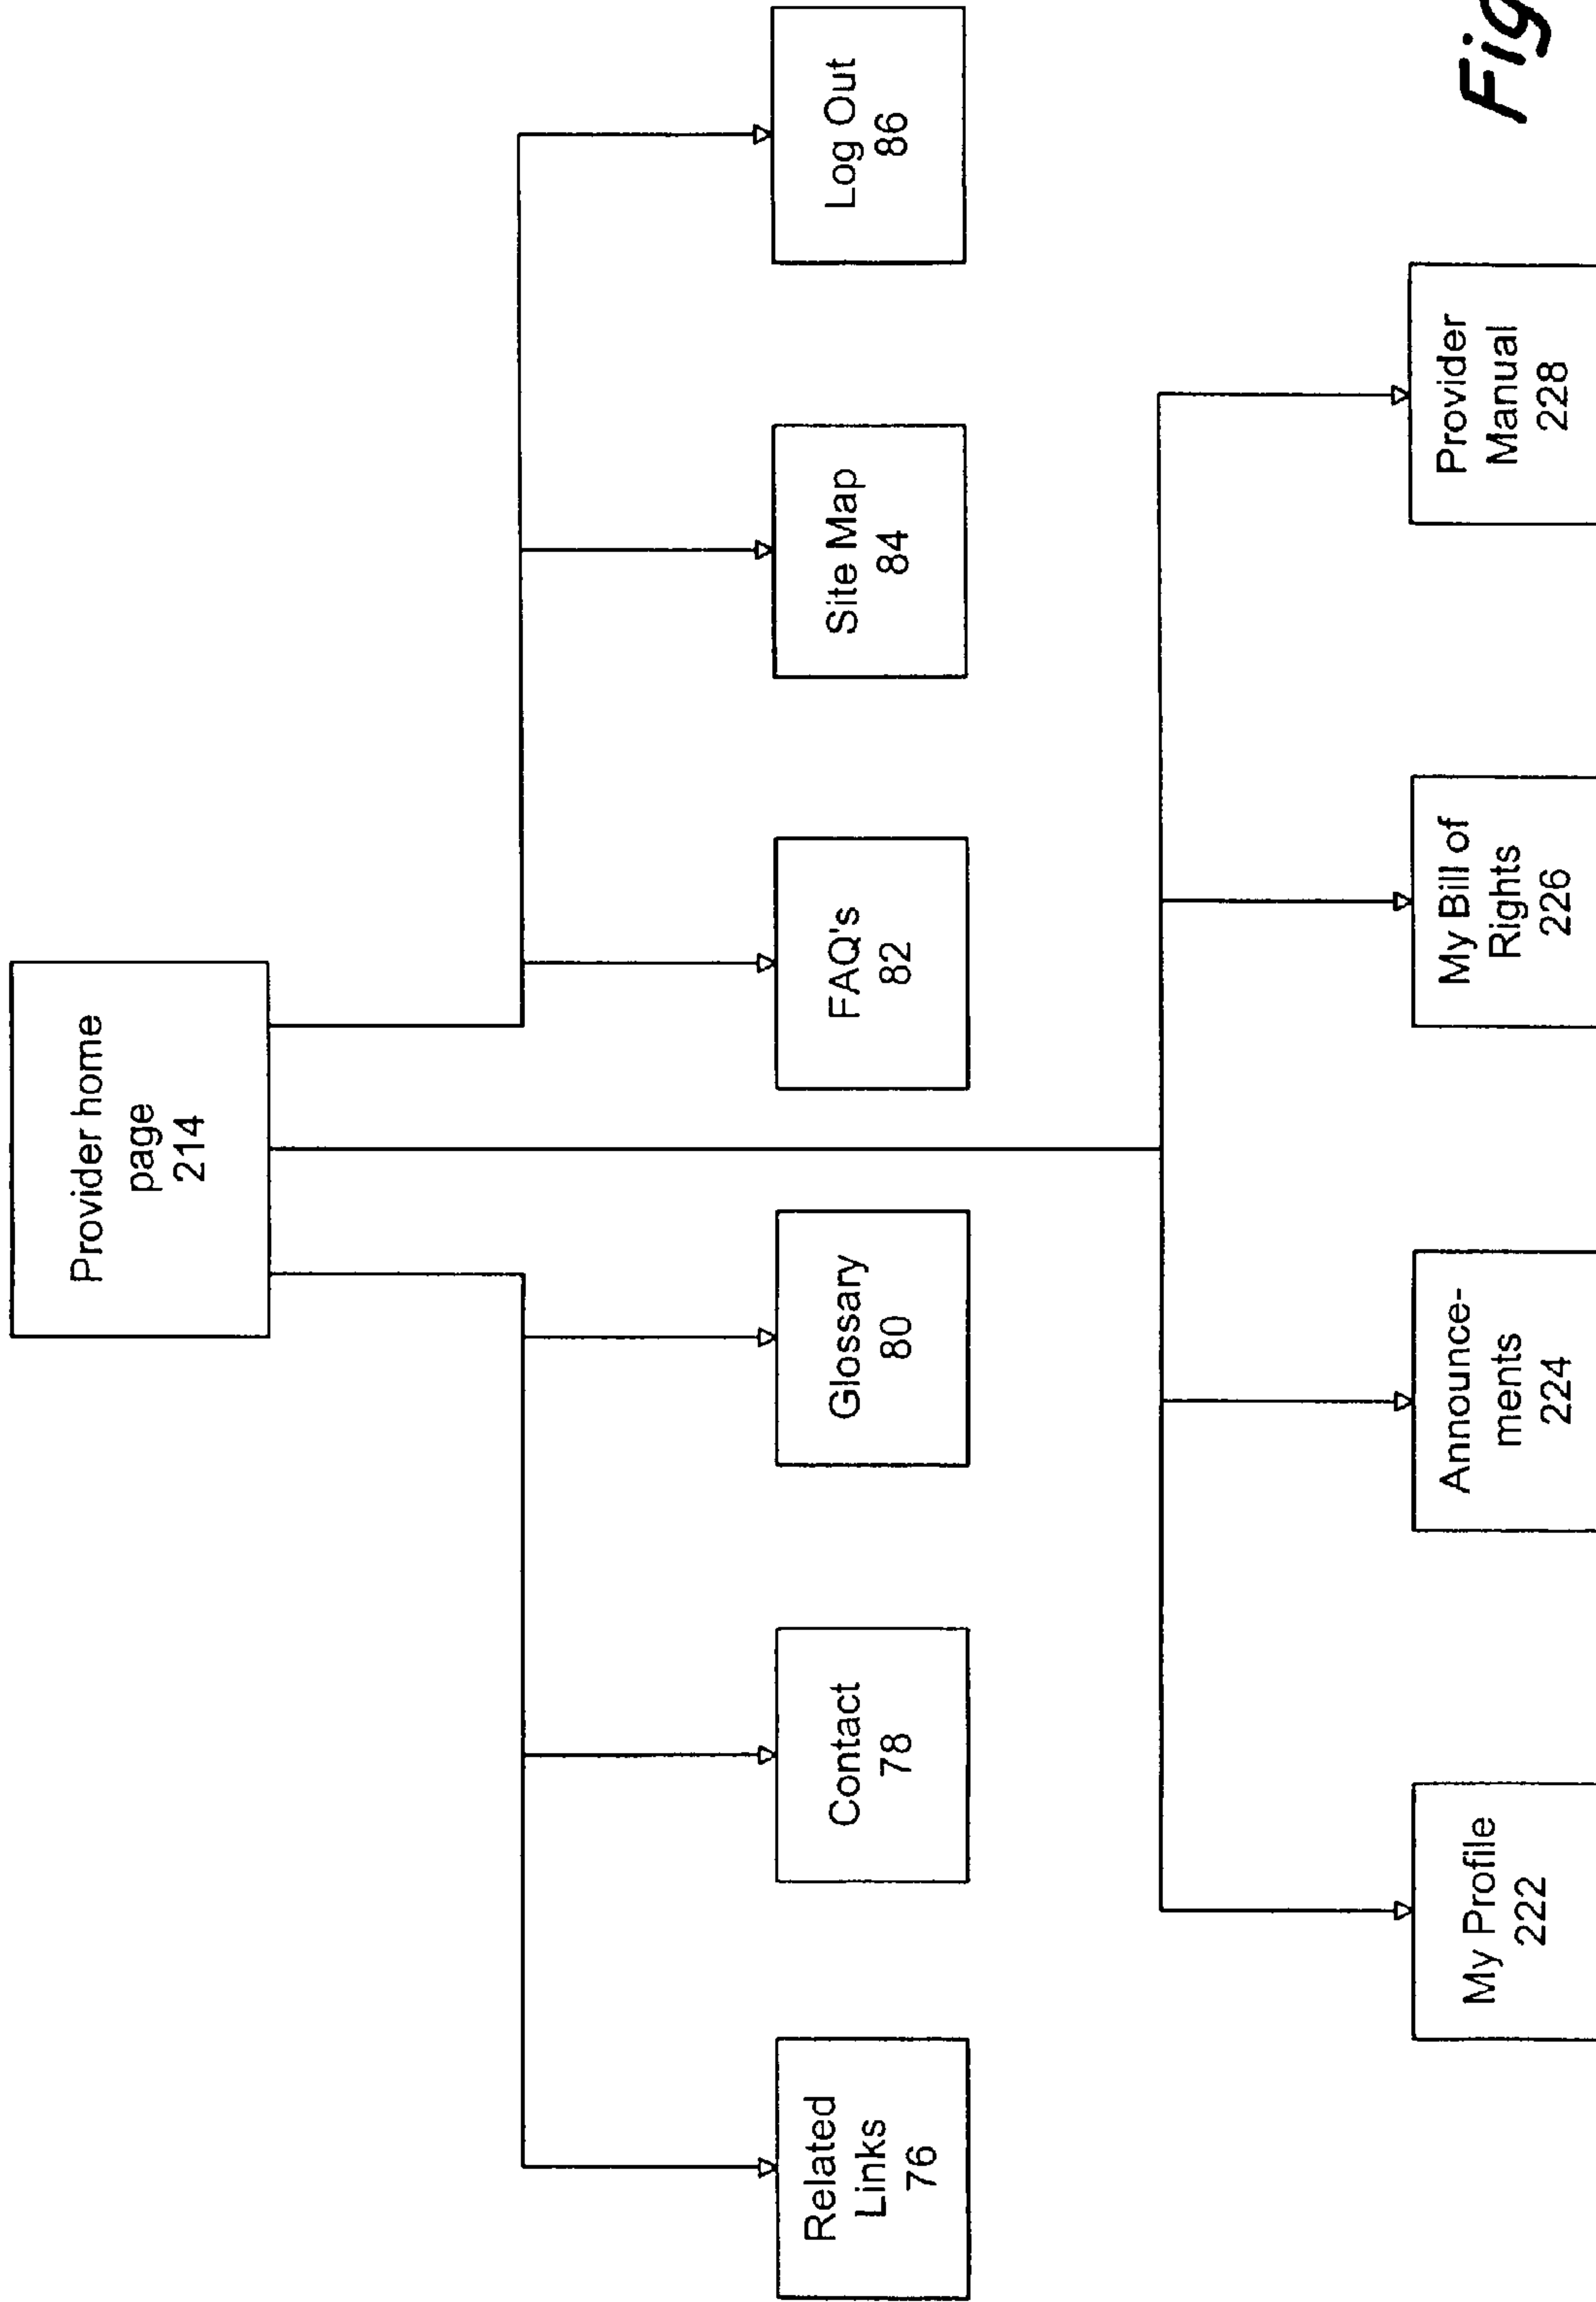 Provider home
page
214
Related
Links
76
Contact
78
Glossary
80
FAQ's
82
Site Map
84
Log Out
86
My Profile
222
Announce-
ments
224
My Bill of
Rights
226
Provider
Manual
228
Fig